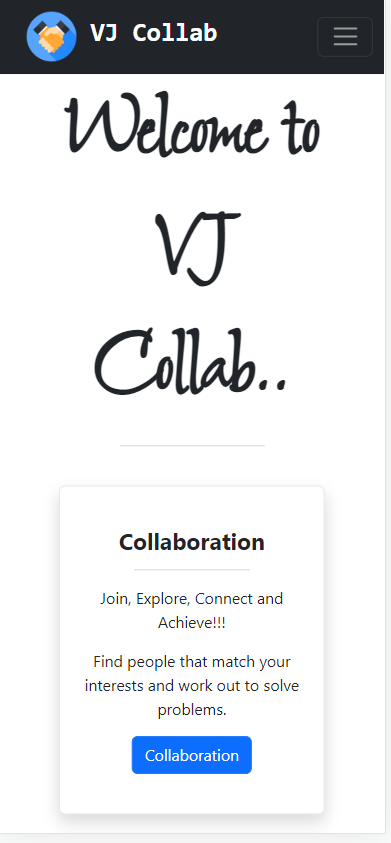 VJ Collab
Welcome to
VJ
Collab..
Collaboration
Join, Explore, Connect and
Achieve!!!
Find people that match your
interests and work out to solve
problems.
Collaboration